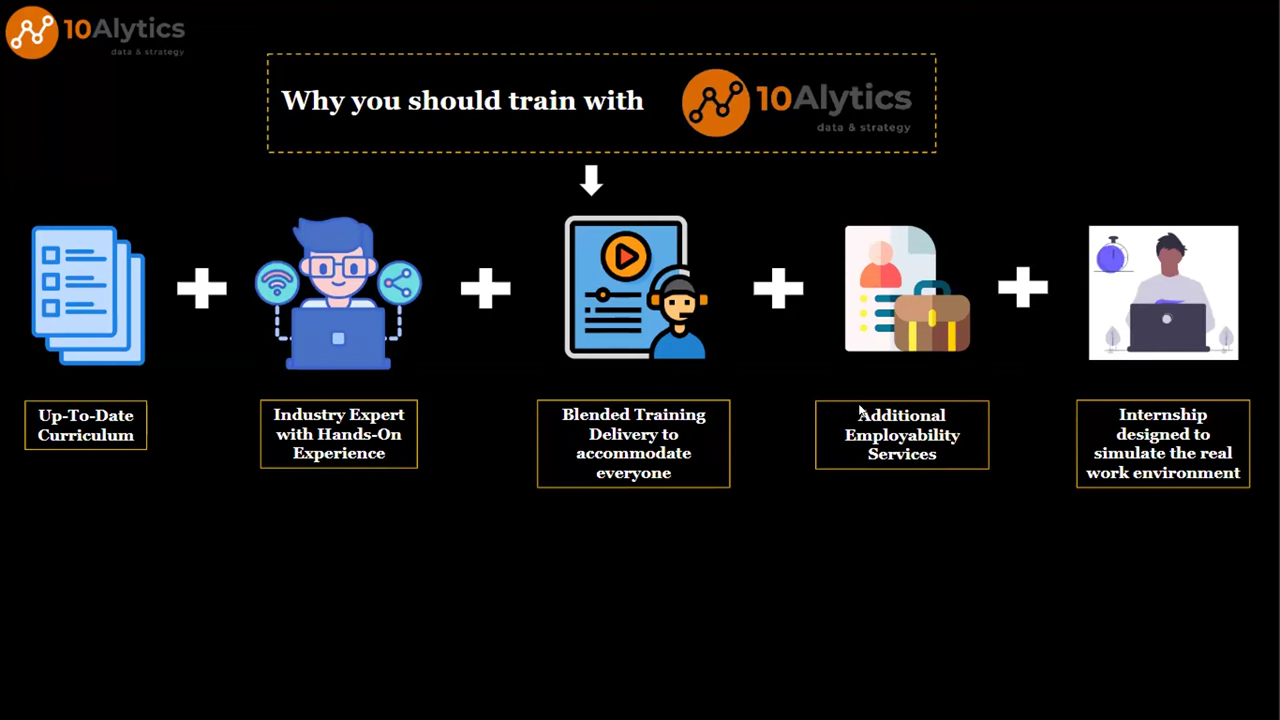 10Alytics
data & strategy
Why you should train with
10Alytics
data & strategy
Up-To-Date
Curriculum
Industry Expert
with Hands-On
Experience
Blended Training
Delivery to
accommodate
everyone
Additional
Employability
Services
Internship
designed to
simulate the real
work environment